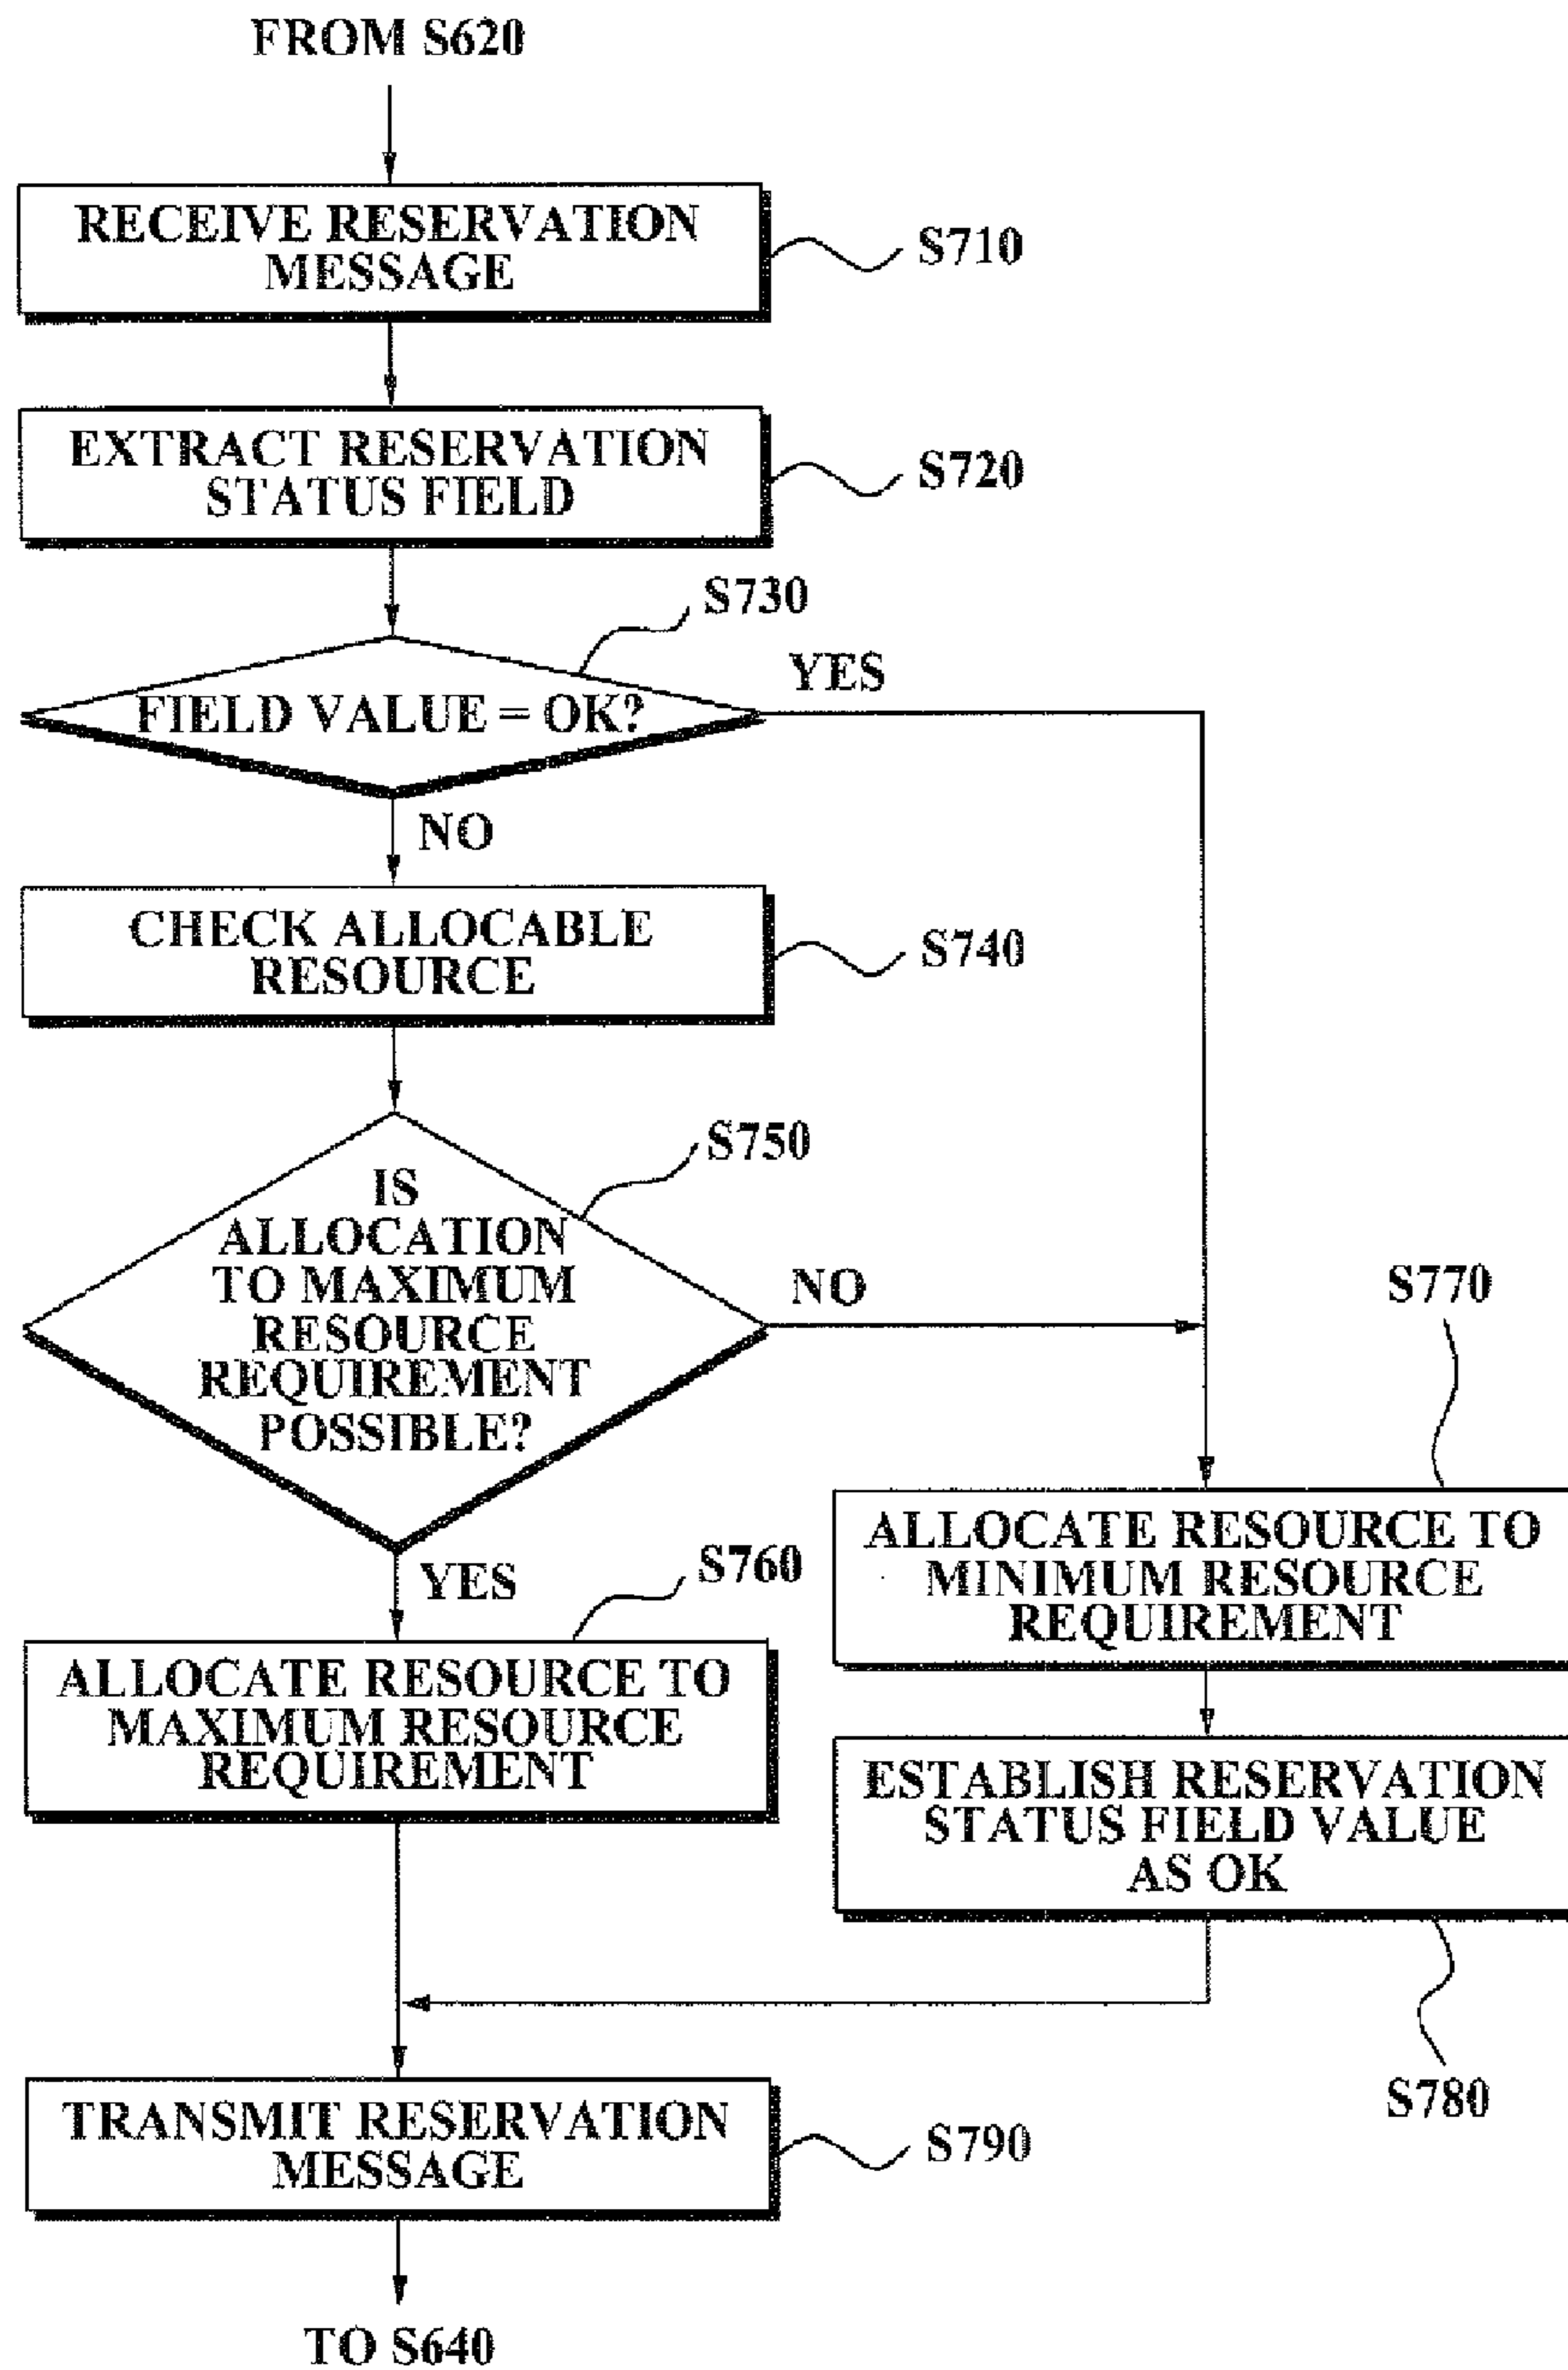 FROM S620
RECEIVE RESERVATION
MESSAGE
S710
EXTRACT RESERVATION
STATUS FIELD
S720
S730
FIELD VALUE = OK?
YES
NO
CHECK ALLOCABLE
RESOURCE
S740
S750
IS
ALLOCATION
TO MAXIMUM
RESOURCE
REQUIREMENT
POSSIBLE?
NO
YES
S760
ALLOCATE RESOURCE TO
MAXIMUM RESOURCE
REQUIREMENT
S770
ALLOCATE RESOURCE TO
MINIMUM RESOURCE
REQUIREMENT
ESTABLISH RESERVATION
STATUS FIELD VALUE
AS OK
S780
TRANSMIT RESERVATION
MESSAGE
S790
TO S640